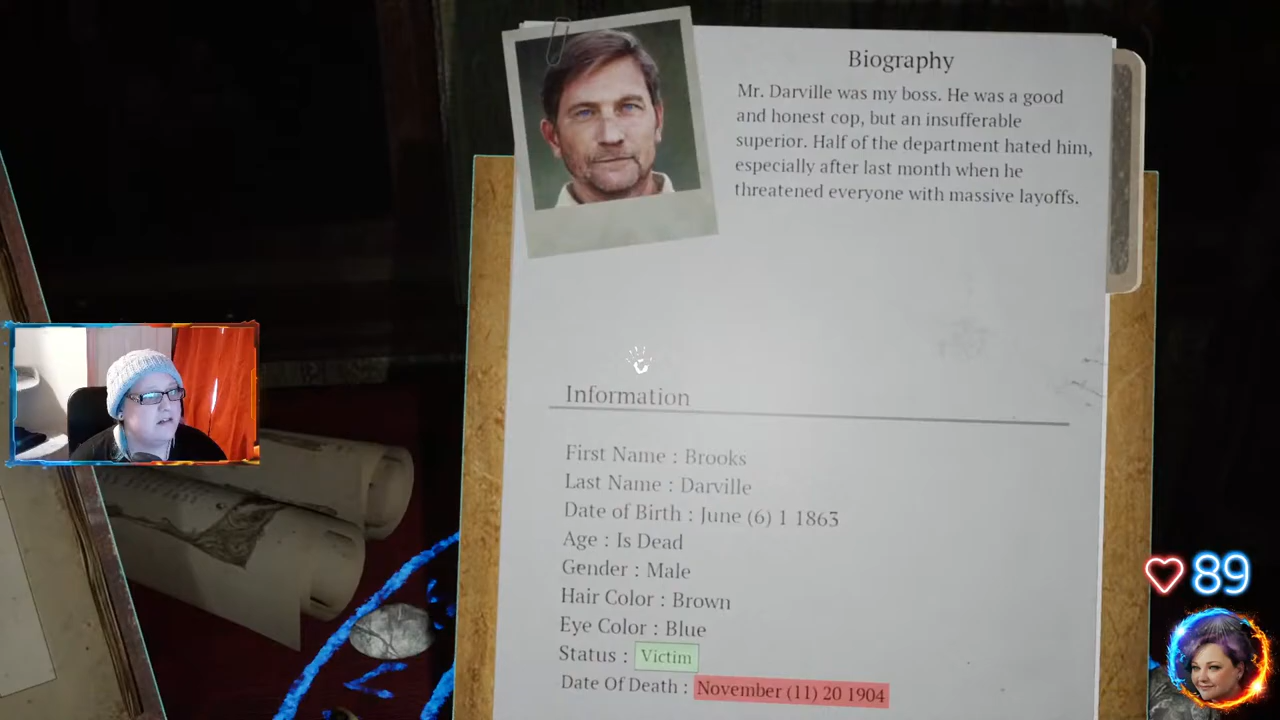 Biography
Mr. Darville was my boss. He was a good
and honest cop, but an insufferable
superior. Half of the department hated him,
especially after last month when he
threatened everyone with massive layoffs.
Information
First Name : Brooks
Last Name : Darville
Date of Birth : June (6) 1 1863
Age : Is Dead
Gender : Male
Hair Color : Brown
Eye Color : Blue
Status : Victim
Date Of Death : November (11) 20 1904
89